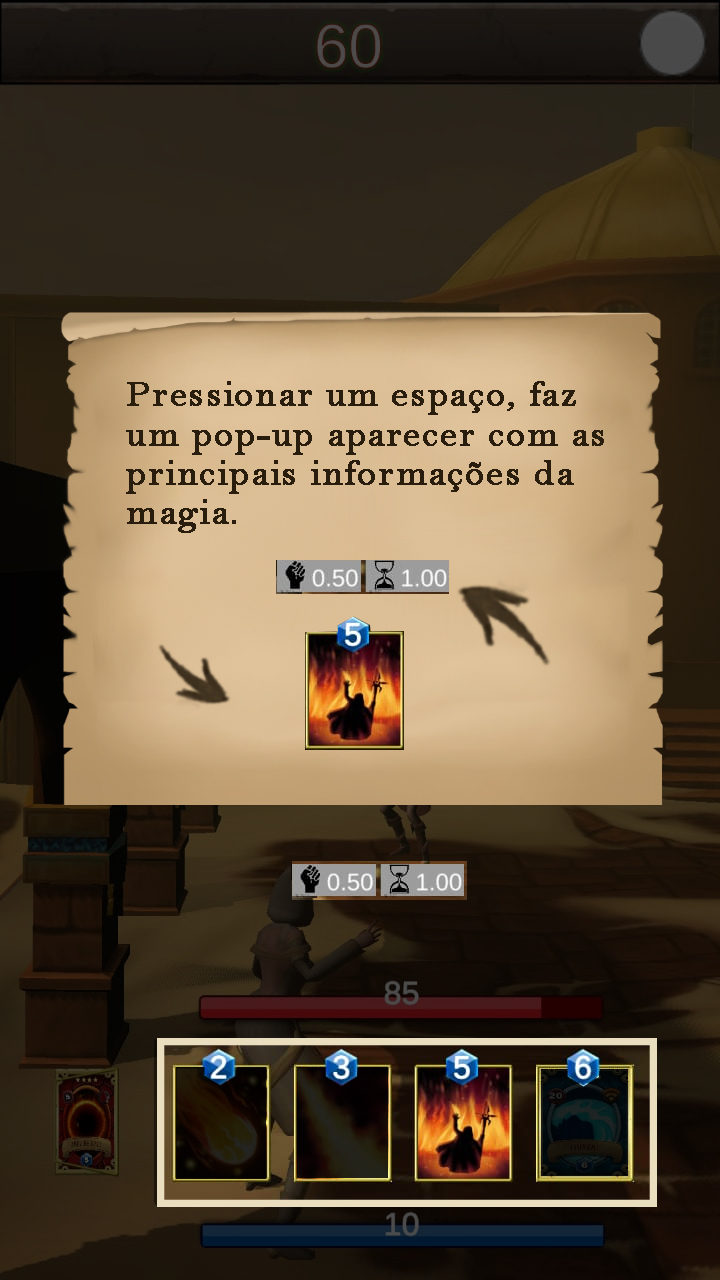 60
Pressionar um espaço, faz
um pop-up aparecer com as
principais informações da
magia.
0.50 1.00
5
0.50 1.00
85
2 3 5 6
20
10